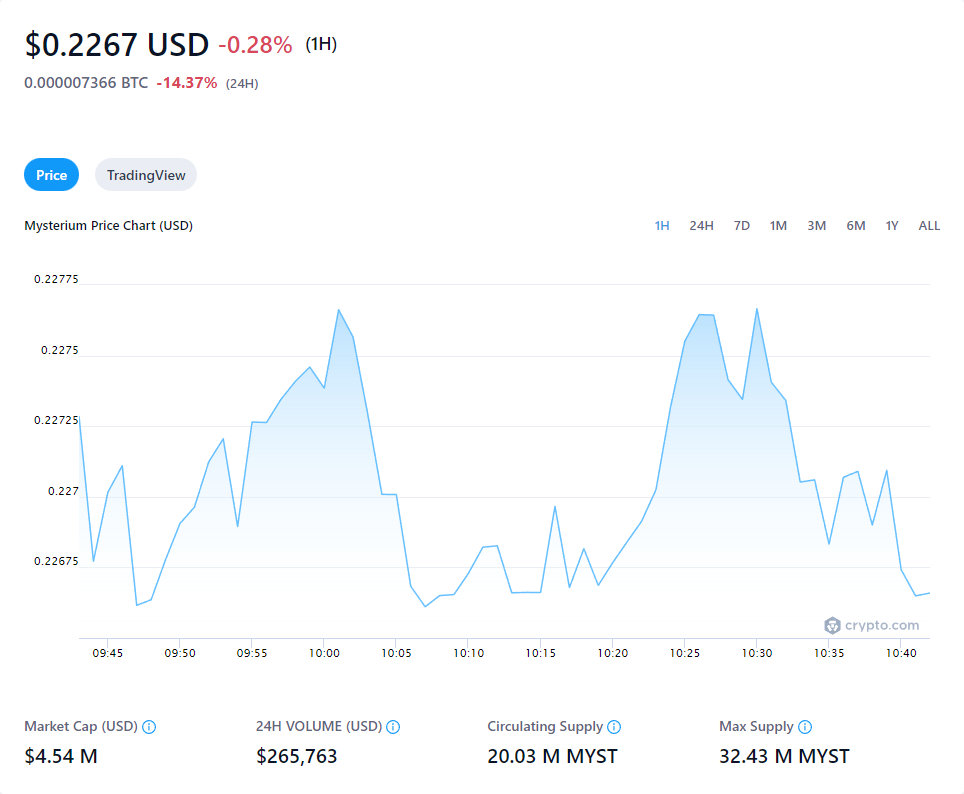 $0.2267 USD -0.28% (1H)
0.000007366 BTC -14.37% (24H)
Price TradingView
Mysterium Price Chart (USD) 1H 24H 7D 1M 3M 6M 1Y ALL
0.22775
0.2275
0.22725
0.227
0.22675
crypto.com
09:45 09:50 09:55 10:00 10:05 10:10 10:15 10:20 10:25 10:30 10:35 10:40
Market Cap (USD) 24H VOLUME (USD) Circulating Supply Max Supply
$4.54 M $265,763 20.03 M MYST 32.43 M MYST